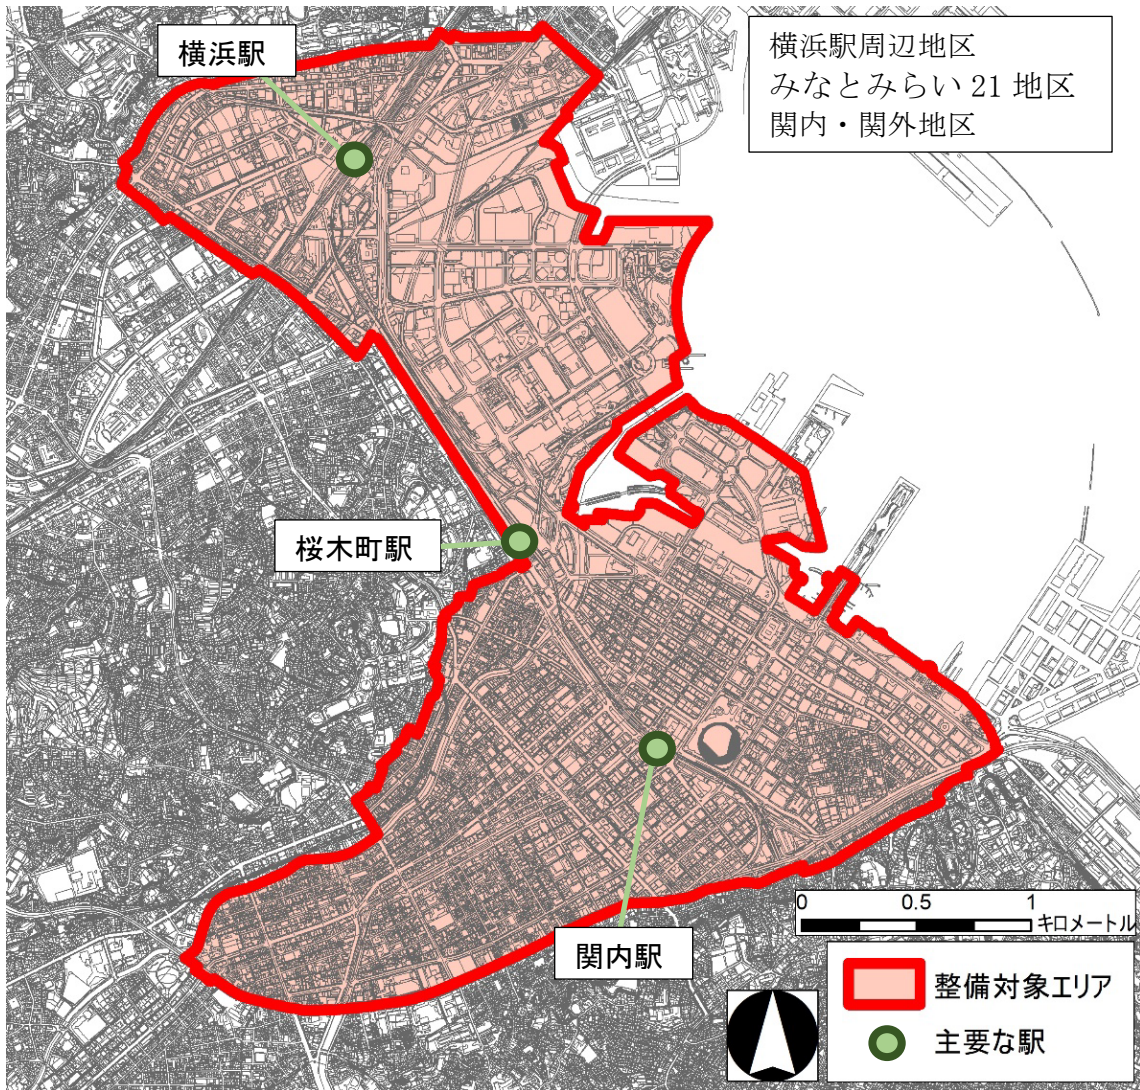 横浜駅
横浜駅周辺地区
みなとみらい 21 地区
関内・関外地区
桜木町駅
関内駅
0 0.5 1
キロメートル
整備対象エリア
主要な駅